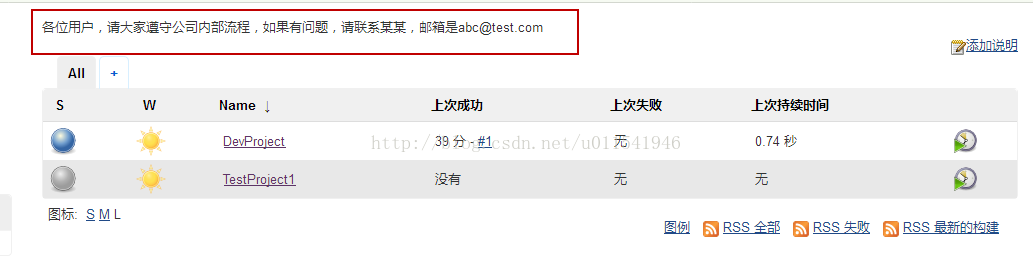 各位用户，请大家遵守公司内部流程，如果有问题，请联系某某，邮箱是abc@test.com
添加说明
All +
S W Name ↓ 上次成功 上次失败 上次持续时间
DevProject 39 分 - #1 无 0.74 秒
http://blog.csdn.net/u011541946
TestProject1 没有 无 无
图标: S M L
图例 RSS 全部 RSS 失败 RSS 最新的构建